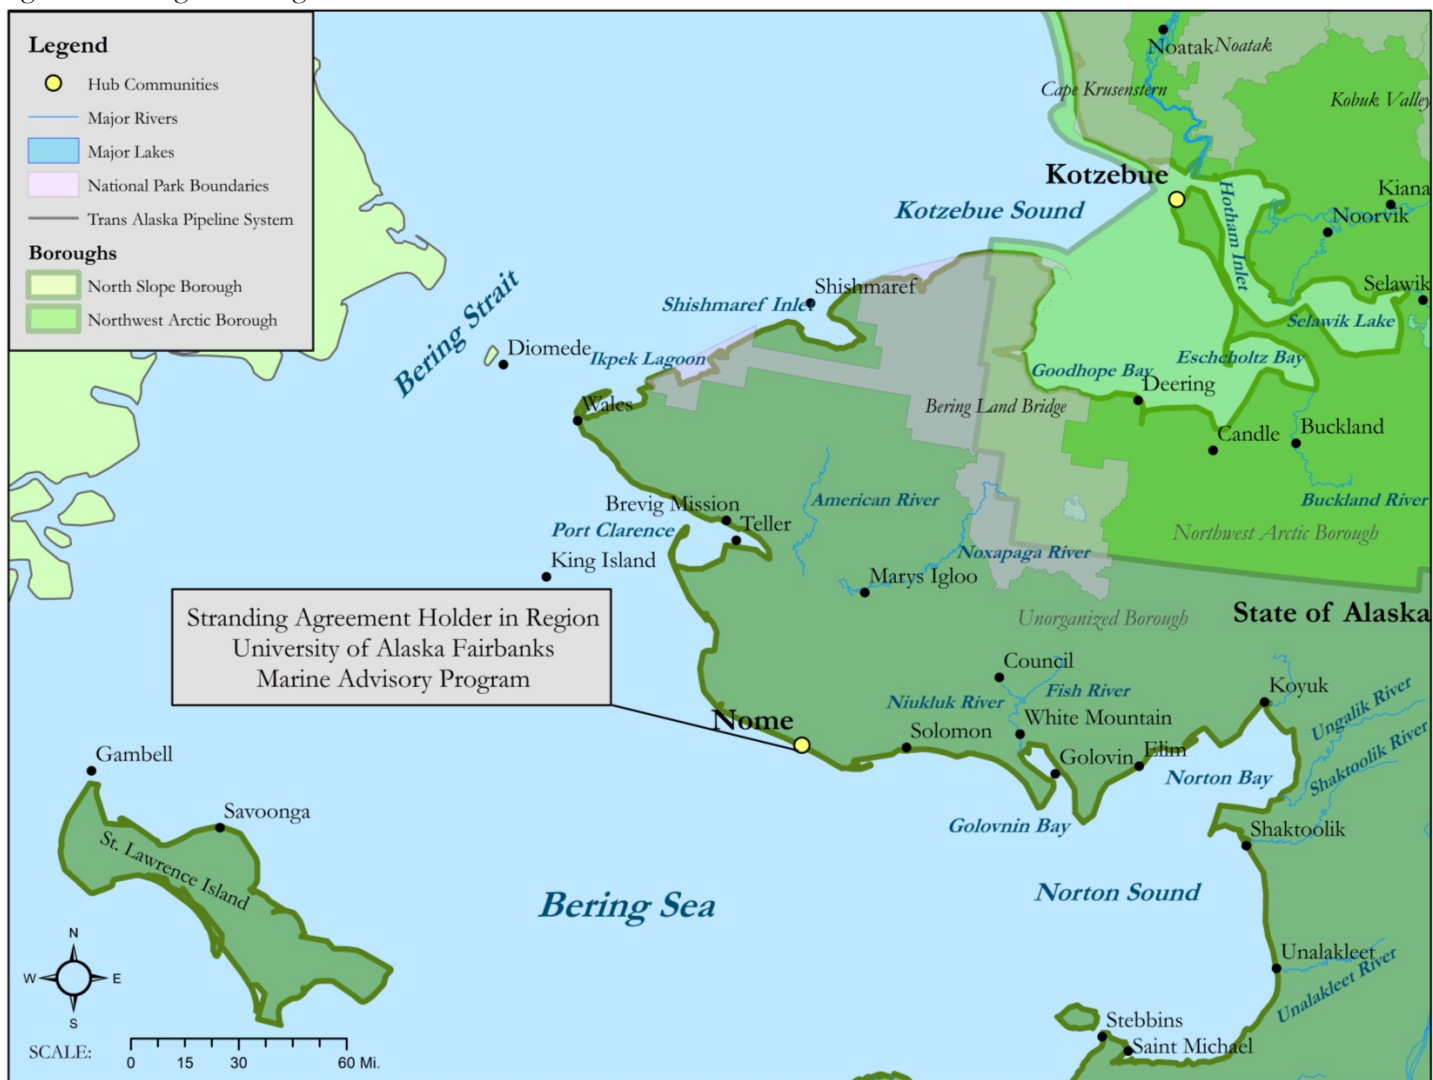 Legend
Hub Communities
Major Rivers
Major Lakes
National Park Boundaries
Trans Alaska Pipeline System
Boroughs
North Slope Borough
Northwest Arctic Borough
Noatak
Noatak
Cape Krusenstern
Kobuk Valley
Kotzebue
Kotzebue Sound
Hotham Inlet
Kiana
Noorvik
Selawik
Selawik Lake
Shishmaref
Shishmaref Inlet
Bering Strait
Diomede
Ikpek Lagoon
Wales
Eschcholtz Bay
Goodhope Bay
Deering
Bering Land Bridge
Candle
Buckland
Buckland River
Brevig Mission
Teller
Port Clarence
King Island
American River
Noxapaga River
Northwest Arctic Borough
Marys Igloo
Unorganized Borough
State of Alaska
Stranding Agreement Holder in Region
University of Alaska Fairbanks
Marine Advisory Program
Nome
Council
Fish River
Niukluk River
White Mountain
Solomon
Golovin
Elim
Koyuk
Ungalik River
Shaktoolik River
Norton Bay
Golovnin Bay
Shaktoolik
Gambell
Savoonga
St. Lawrence Island
Bering Sea
Norton Sound
Unalakleet
Unalakleet River
Stebbins
Saint Michael
N
W E
S
SCALE:
0 15 30 60 Mi.